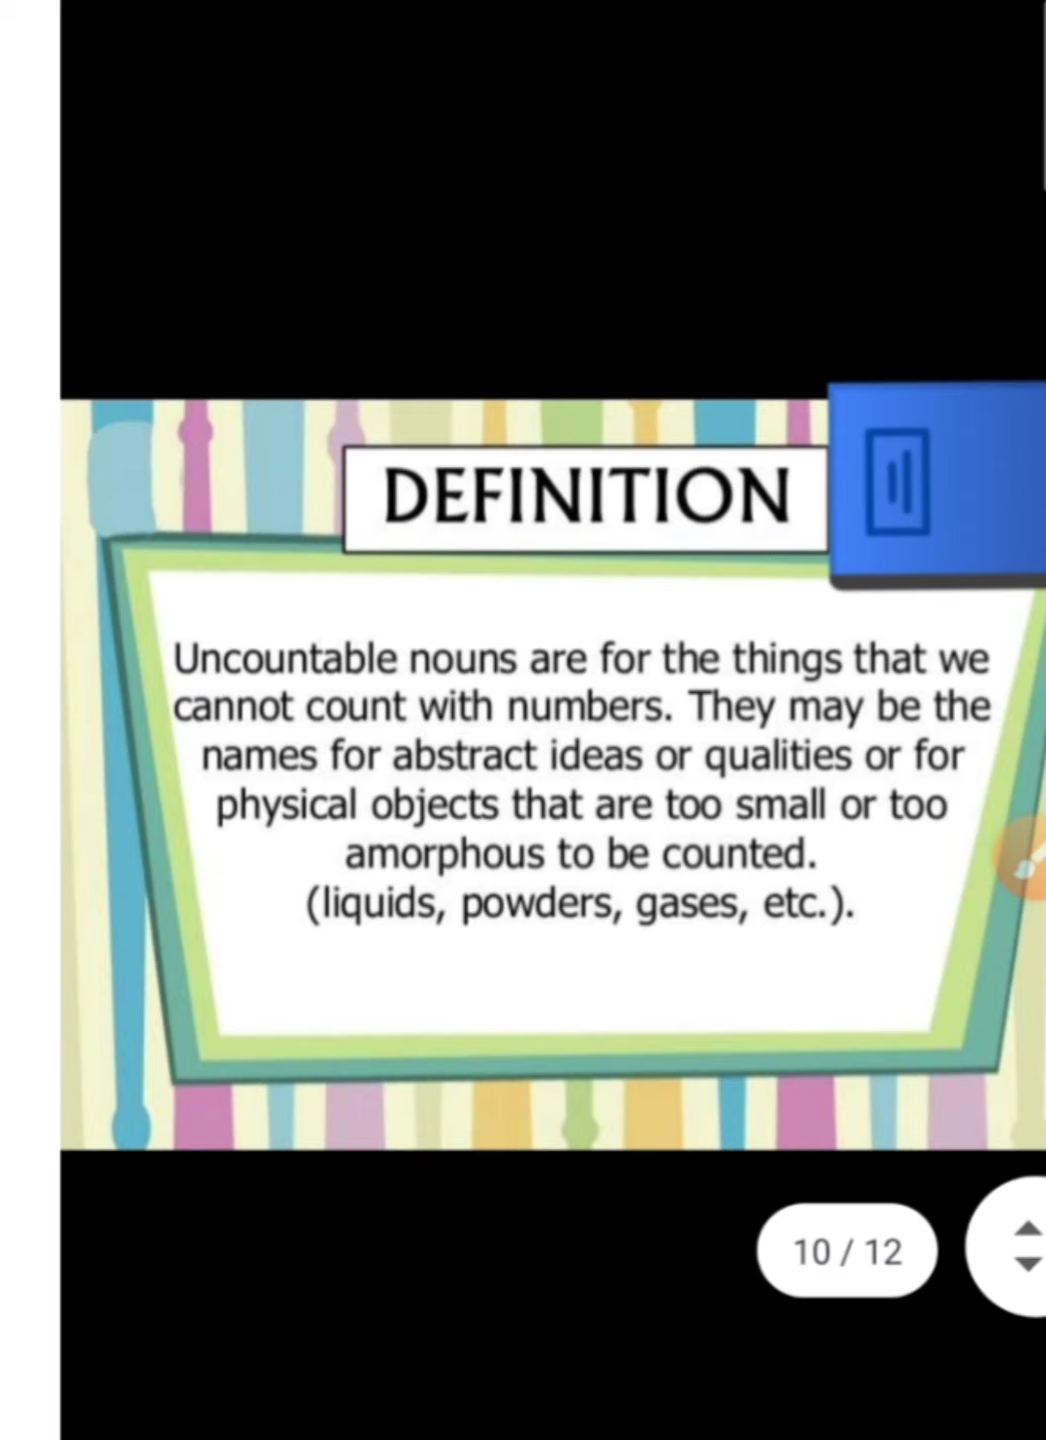 DEFINITION
Uncountable nouns are for the things that we
cannot count with numbers. They may be the
names for abstract ideas or qualities or for
physical objects that are too small or too
amorphous to be counted.
(liquids, powders, gases, etc.).
10 / 12